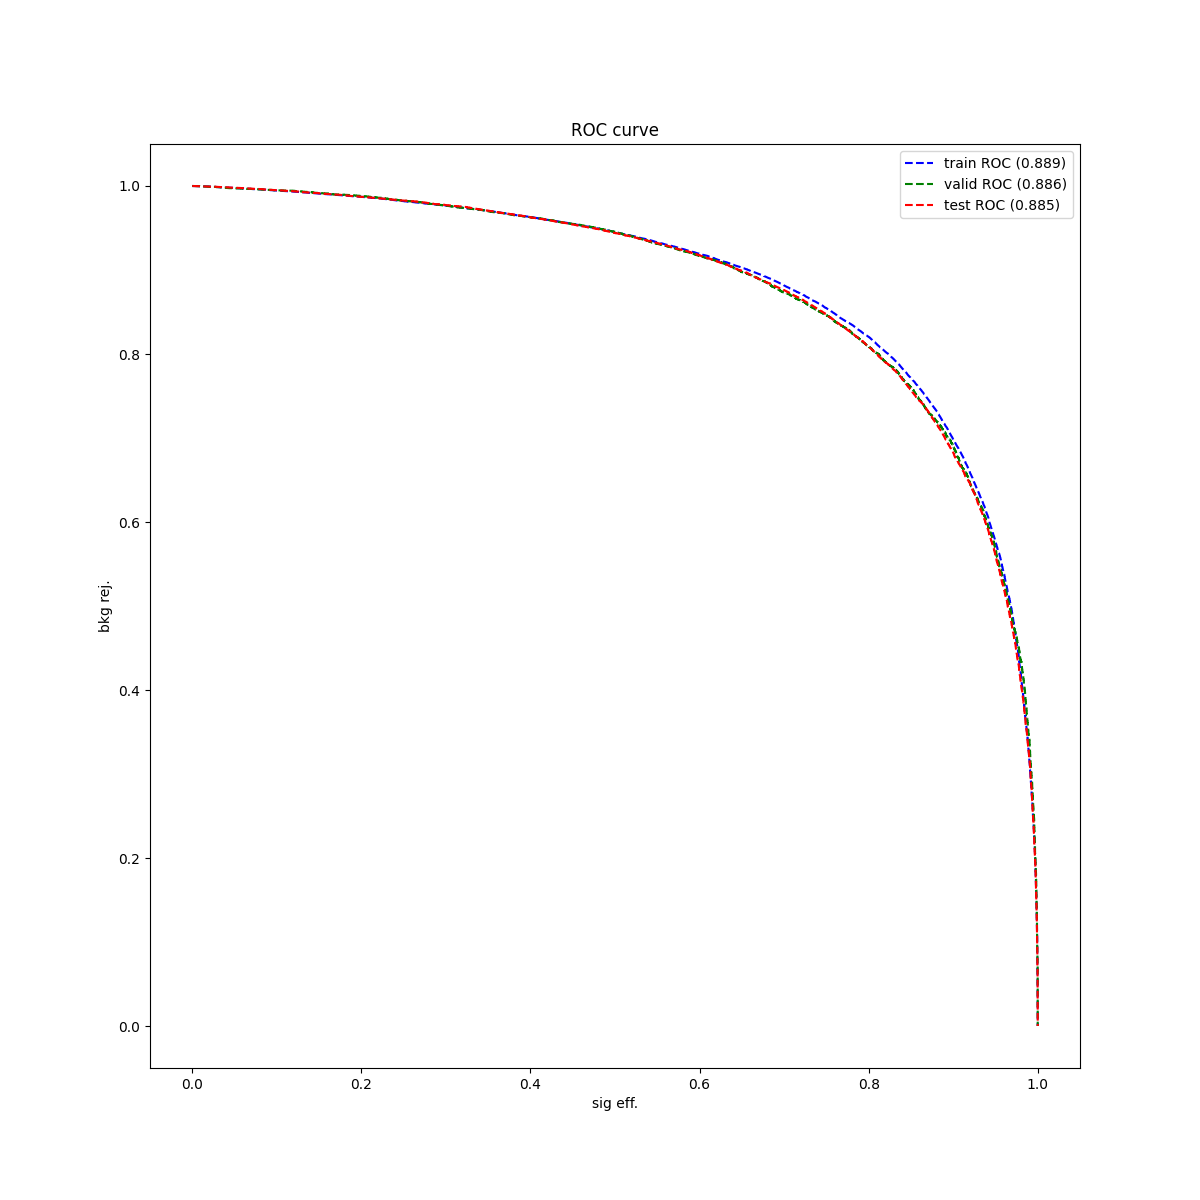 ROC curve
train ROC (0.889)
valid ROC (0.886)
test ROC (0.885)
1.0
0.8
0.6
0.4
0.2
0.0
bkg rej.
0.0 0.2 0.4 0.6 0.8 1.0
sig eff.